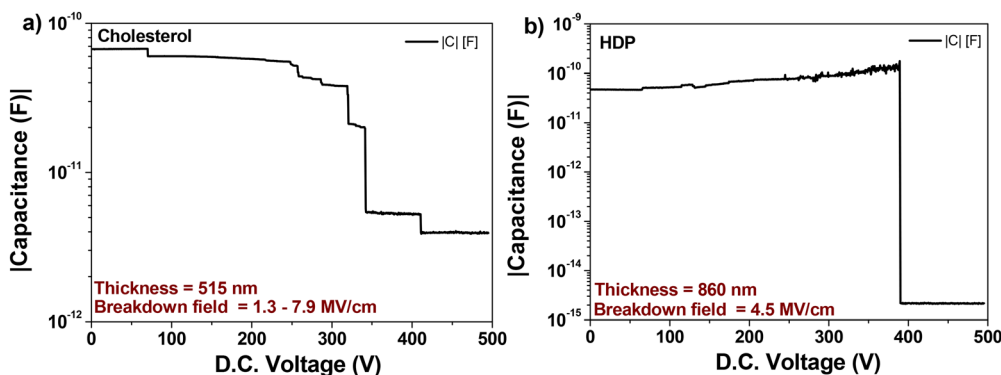 a)
Cholesterol
|C| [F]
10⁻¹⁰
10⁻¹¹
10⁻¹²
|Capacitance (F)|
Thickness = 515 nm
Breakdown field = 1.3 - 7.9 MV/cm
0 100 200 300 400 500
D.C. Voltage (V)
b)
HDP
|C| [F]
10⁻⁹
10⁻¹⁰
10⁻¹¹
10⁻¹²
10⁻¹³
10⁻¹⁴
10⁻¹⁵
|Capacitance (F)|
Thickness = 860 nm
Breakdown field = 4.5 MV/cm
0 100 200 300 400 500
D.C. Voltage (V)